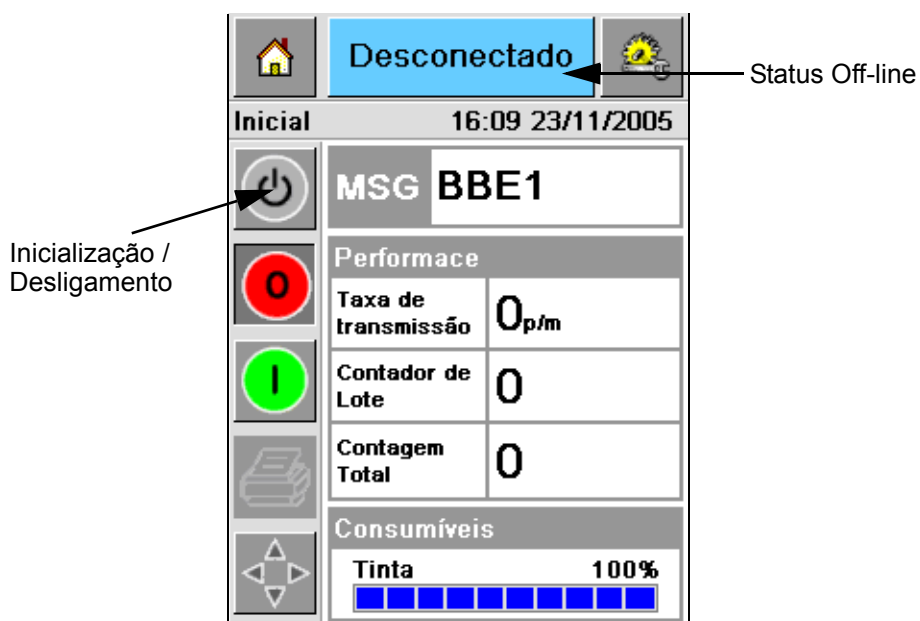 Desconectado
Status Off-line
Inicial 16:09 23/11/2005
MSG BBE1
Inicialização /
Desligamento
Performace
O
Taxa de
transmissão
0p/m
I
Contador de
Lote
0
Contagem
Total
0
Consumíveis
Tinta 100%